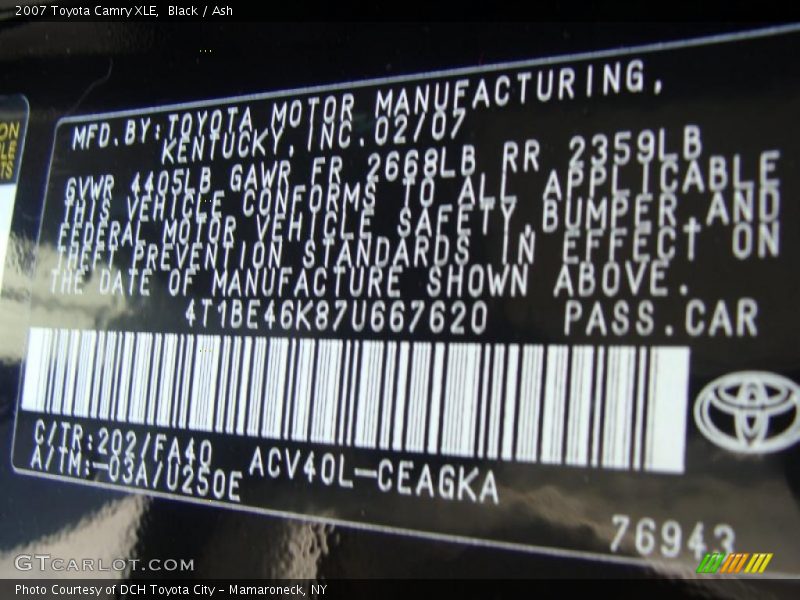 2007 Toyota Camry XLE, Black / Ash
MFD.BY:TOYOTA MOTOR MANUFACTURING,
KENTUCKY, INC.02/07
GVWR 4405LB GAWR FR 2668LB RR 2359LB
THIS VEHICLE CONFORMS TO ALL APPLICABLE
FEDERAL MOTOR VEHICLE SAFETY, BUMPER, AND
THEFT PREVENTION STANDARDS IN EFFECT ON
THE DATE OF MANUFACTURE SHOWN ABOVE.
4T1BE46K87U667620 PASS.CAR
C/TR:202/FA40
A/TM:-03A/U250E ACV40L-CEAGKA
76943
GTCARLOT.COM
Photo Courtesy of DCH Toyota City - Mamaroneck, NY